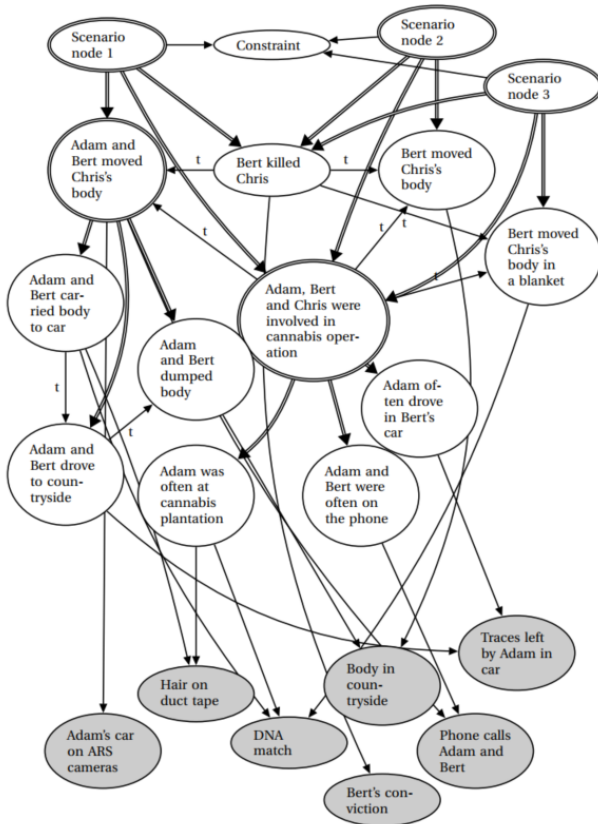 Scenario
node 1
Constraint
Scenario
node 2
Scenario
node 3
Adam and
Bert moved
Chris's
body
t
Bert killed
Chris
t
Bert moved
Chris's
body
t
t
Bert moved
Chris's
body in
a blanket
t
Adam and
Bert car-
ried body
to car
Adam, Bert
and Chris were
involved in
cannabis oper-
ation
Adam
and Bert
dumped
body
t
Adam of-
ten drove
in Bert's
car
t
Adam and
Bert drove
to coun-
tryside
Adam was
often at
cannabis
plantation
Adam and
Bert were
often on
the phone
Traces left
by Adam in
car
Hair on
duct tape
Body in
coun-
tryside
Adam's car
on ARS
cameras
DNA
match
Phone calls
Adam and
Bert
Bert's con-
viction